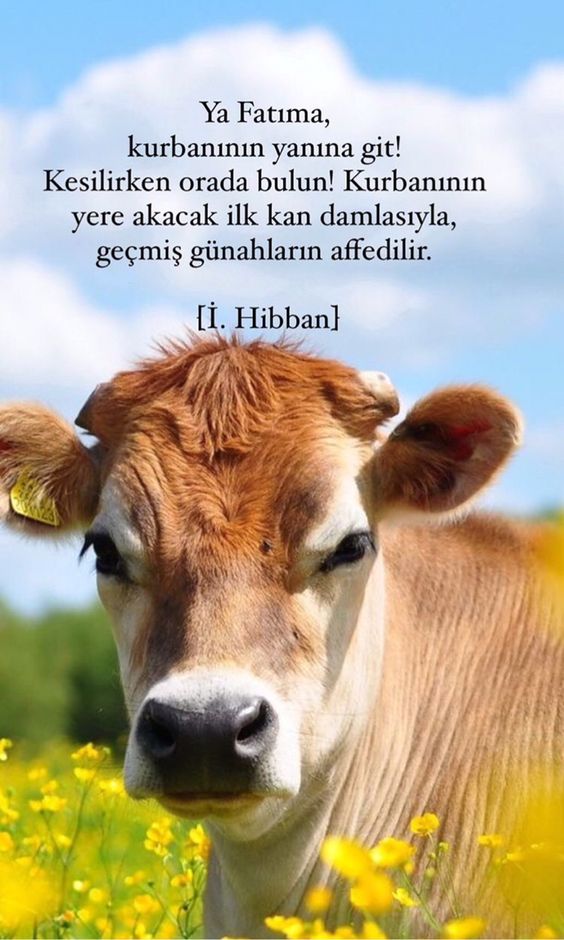 Ya Fatıma,
kurbanının yanına git!
Kesilirken orada bulun! Kurbanının
yere akacak ilk kan damlasıyla,
geçmiş günahların affedilir.
[İ. Hibban]